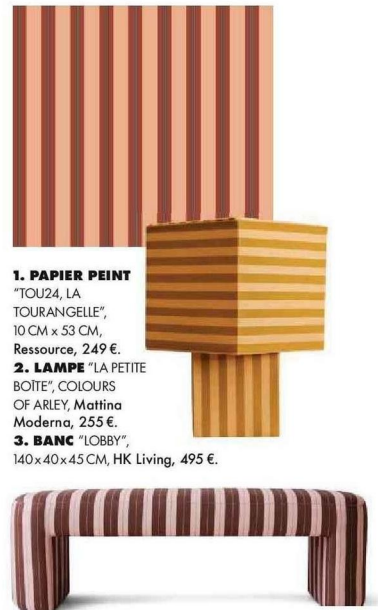 1. PAPIER PEINT
"TOU24, LA
TOURANGELLE",
10 CM x 53 CM,
Ressource, 249 €.
2. LAMPE "LA PETITE
BOÎTE", COLOURS
OF ARLEY, Mattina
Moderna, 255 €.
3. BANC "LOBBY",
140 x 40 x 45 CM, HK Living, 495 €.